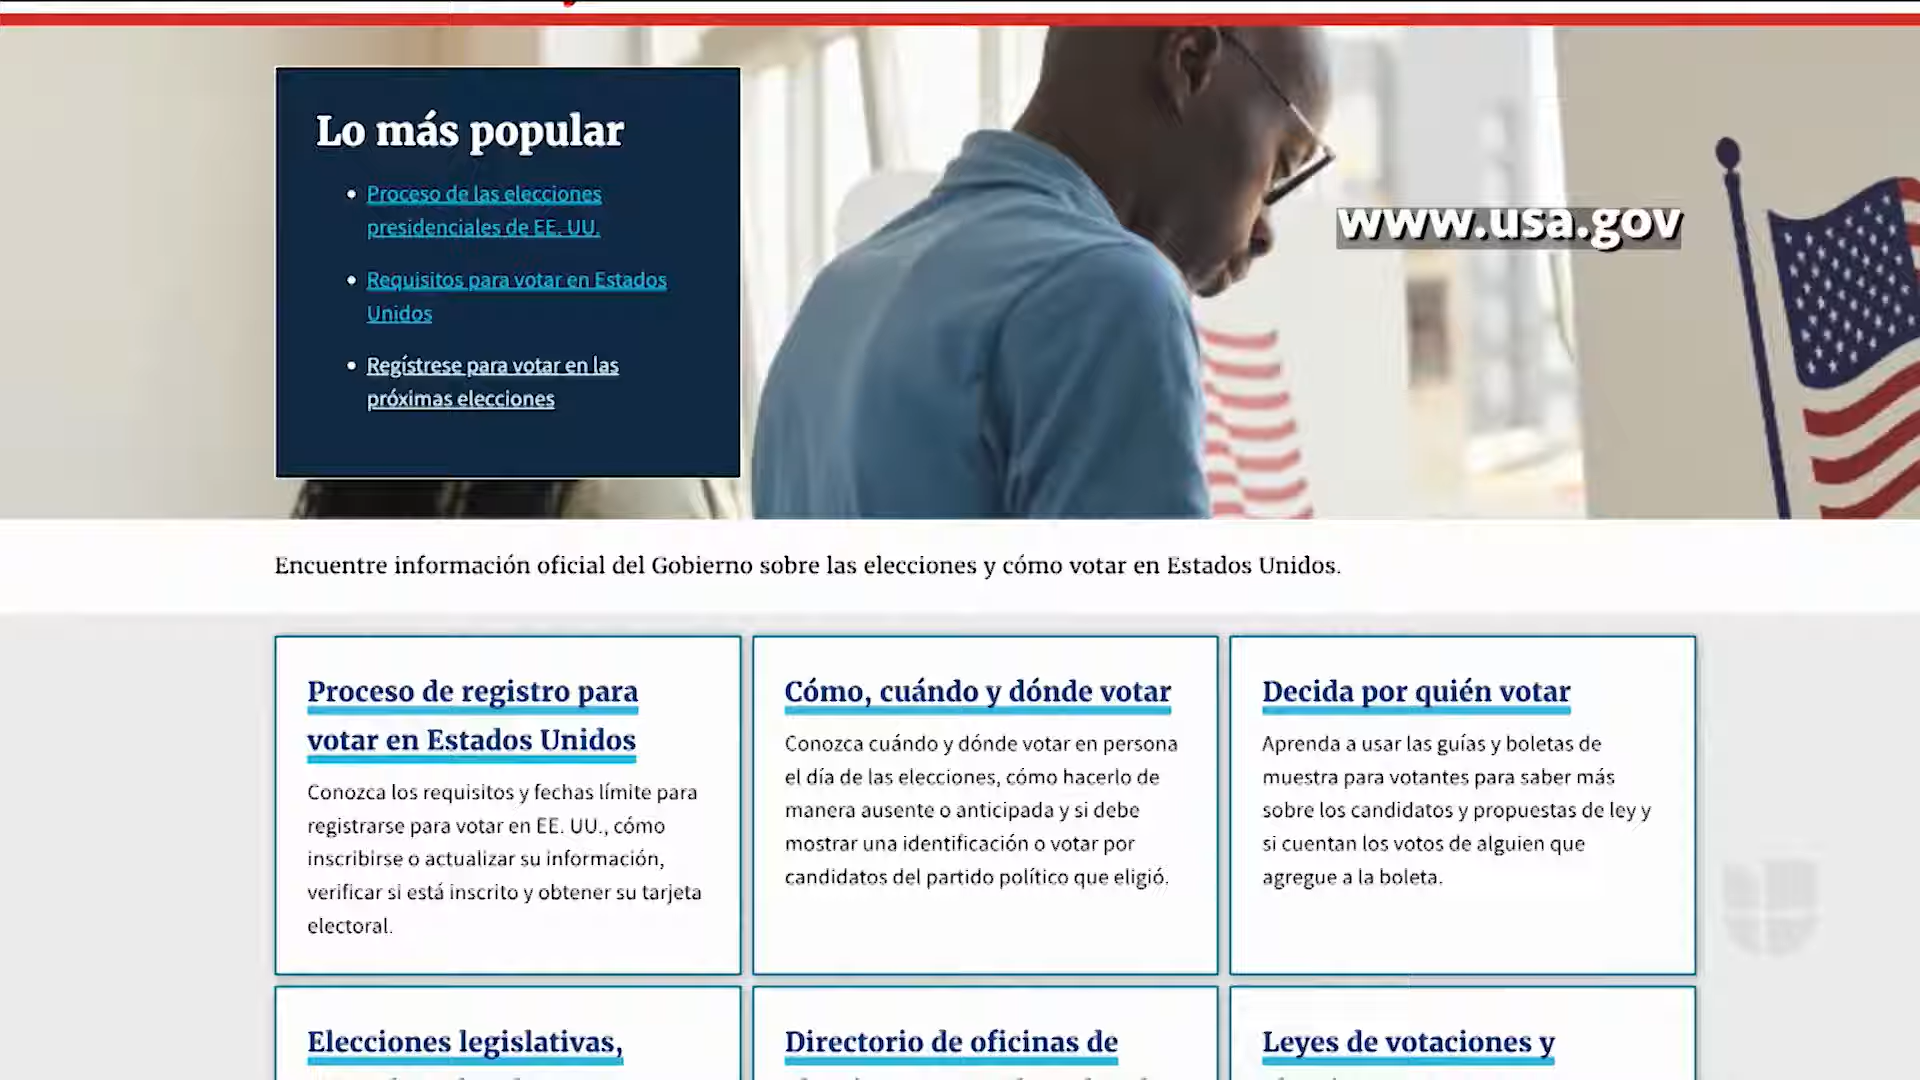 Lo más popular
Proceso de las elecciones
presidenciales de EE. UU.
Requisitos para votar en Estados
Unidos
Regístrese para votar en las
próximas elecciones
www.usa.gov
Encuentre información oficial del Gobierno sobre las elecciones y cómo votar en Estados Unidos.
Proceso de registro para
votar en Estados Unidos
Conozca los requisitos y fechas límite para
registrarse para votar en EE. UU., cómo
inscribirse o actualizar su información,
verificar si está inscrito y obtener su tarjeta
electoral.
Cómo, cuándo y dónde votar
Conozca cuándo y dónde votar en persona
el día de las elecciones, cómo hacerlo de
manera ausente o anticipada y si debe
mostrar una identificación o votar por
candidatos del partido político que eligió.
Decida por quién votar
Aprenda a usar las guías y boletas de
muestra para votantes para saber más
sobre los candidatos y propuestas de ley y
si cuentan los votos de alguien que
agregue a la boleta.
Elecciones legislativas,
Directorio de oficinas de
Leyes de votaciones y